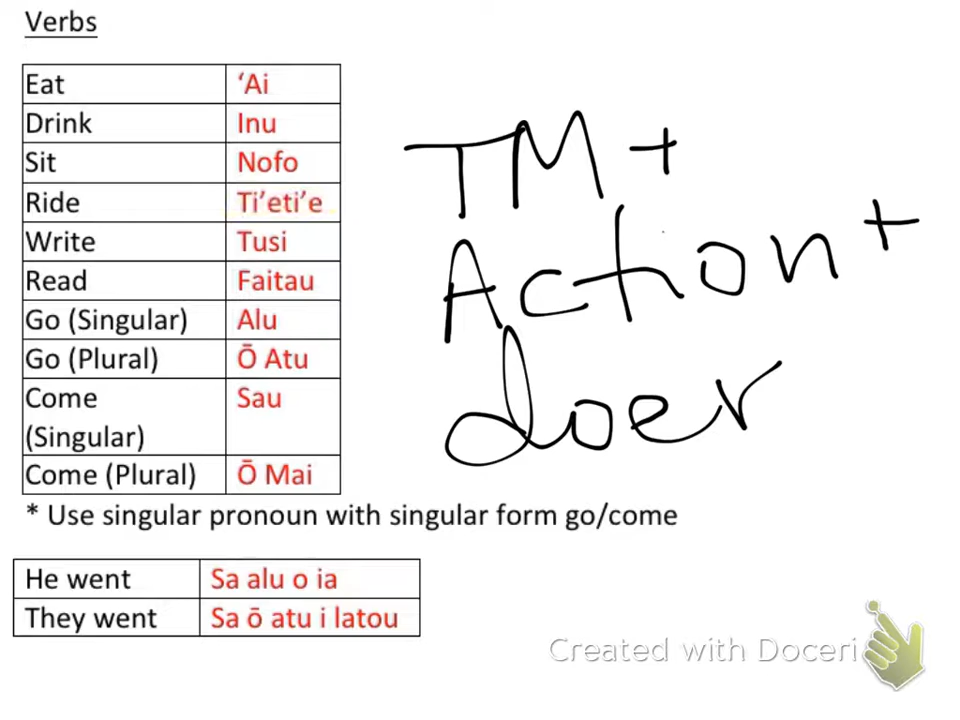 Verbs
Eat ‘Ai
Drink Inu
Sit Nofo
Ride Ti’eti’e
Write Tusi
Read Faitau
Go (Singular) Alu
Go (Plural) Ō Atu
Come Sau
(Singular)
Come (Plural) Ō Mai
* Use singular pronoun with singular form go/come
He went Sa alu o ia
They went Sa ō atu i latou
TM +
Action +
doer
Created with Doceri